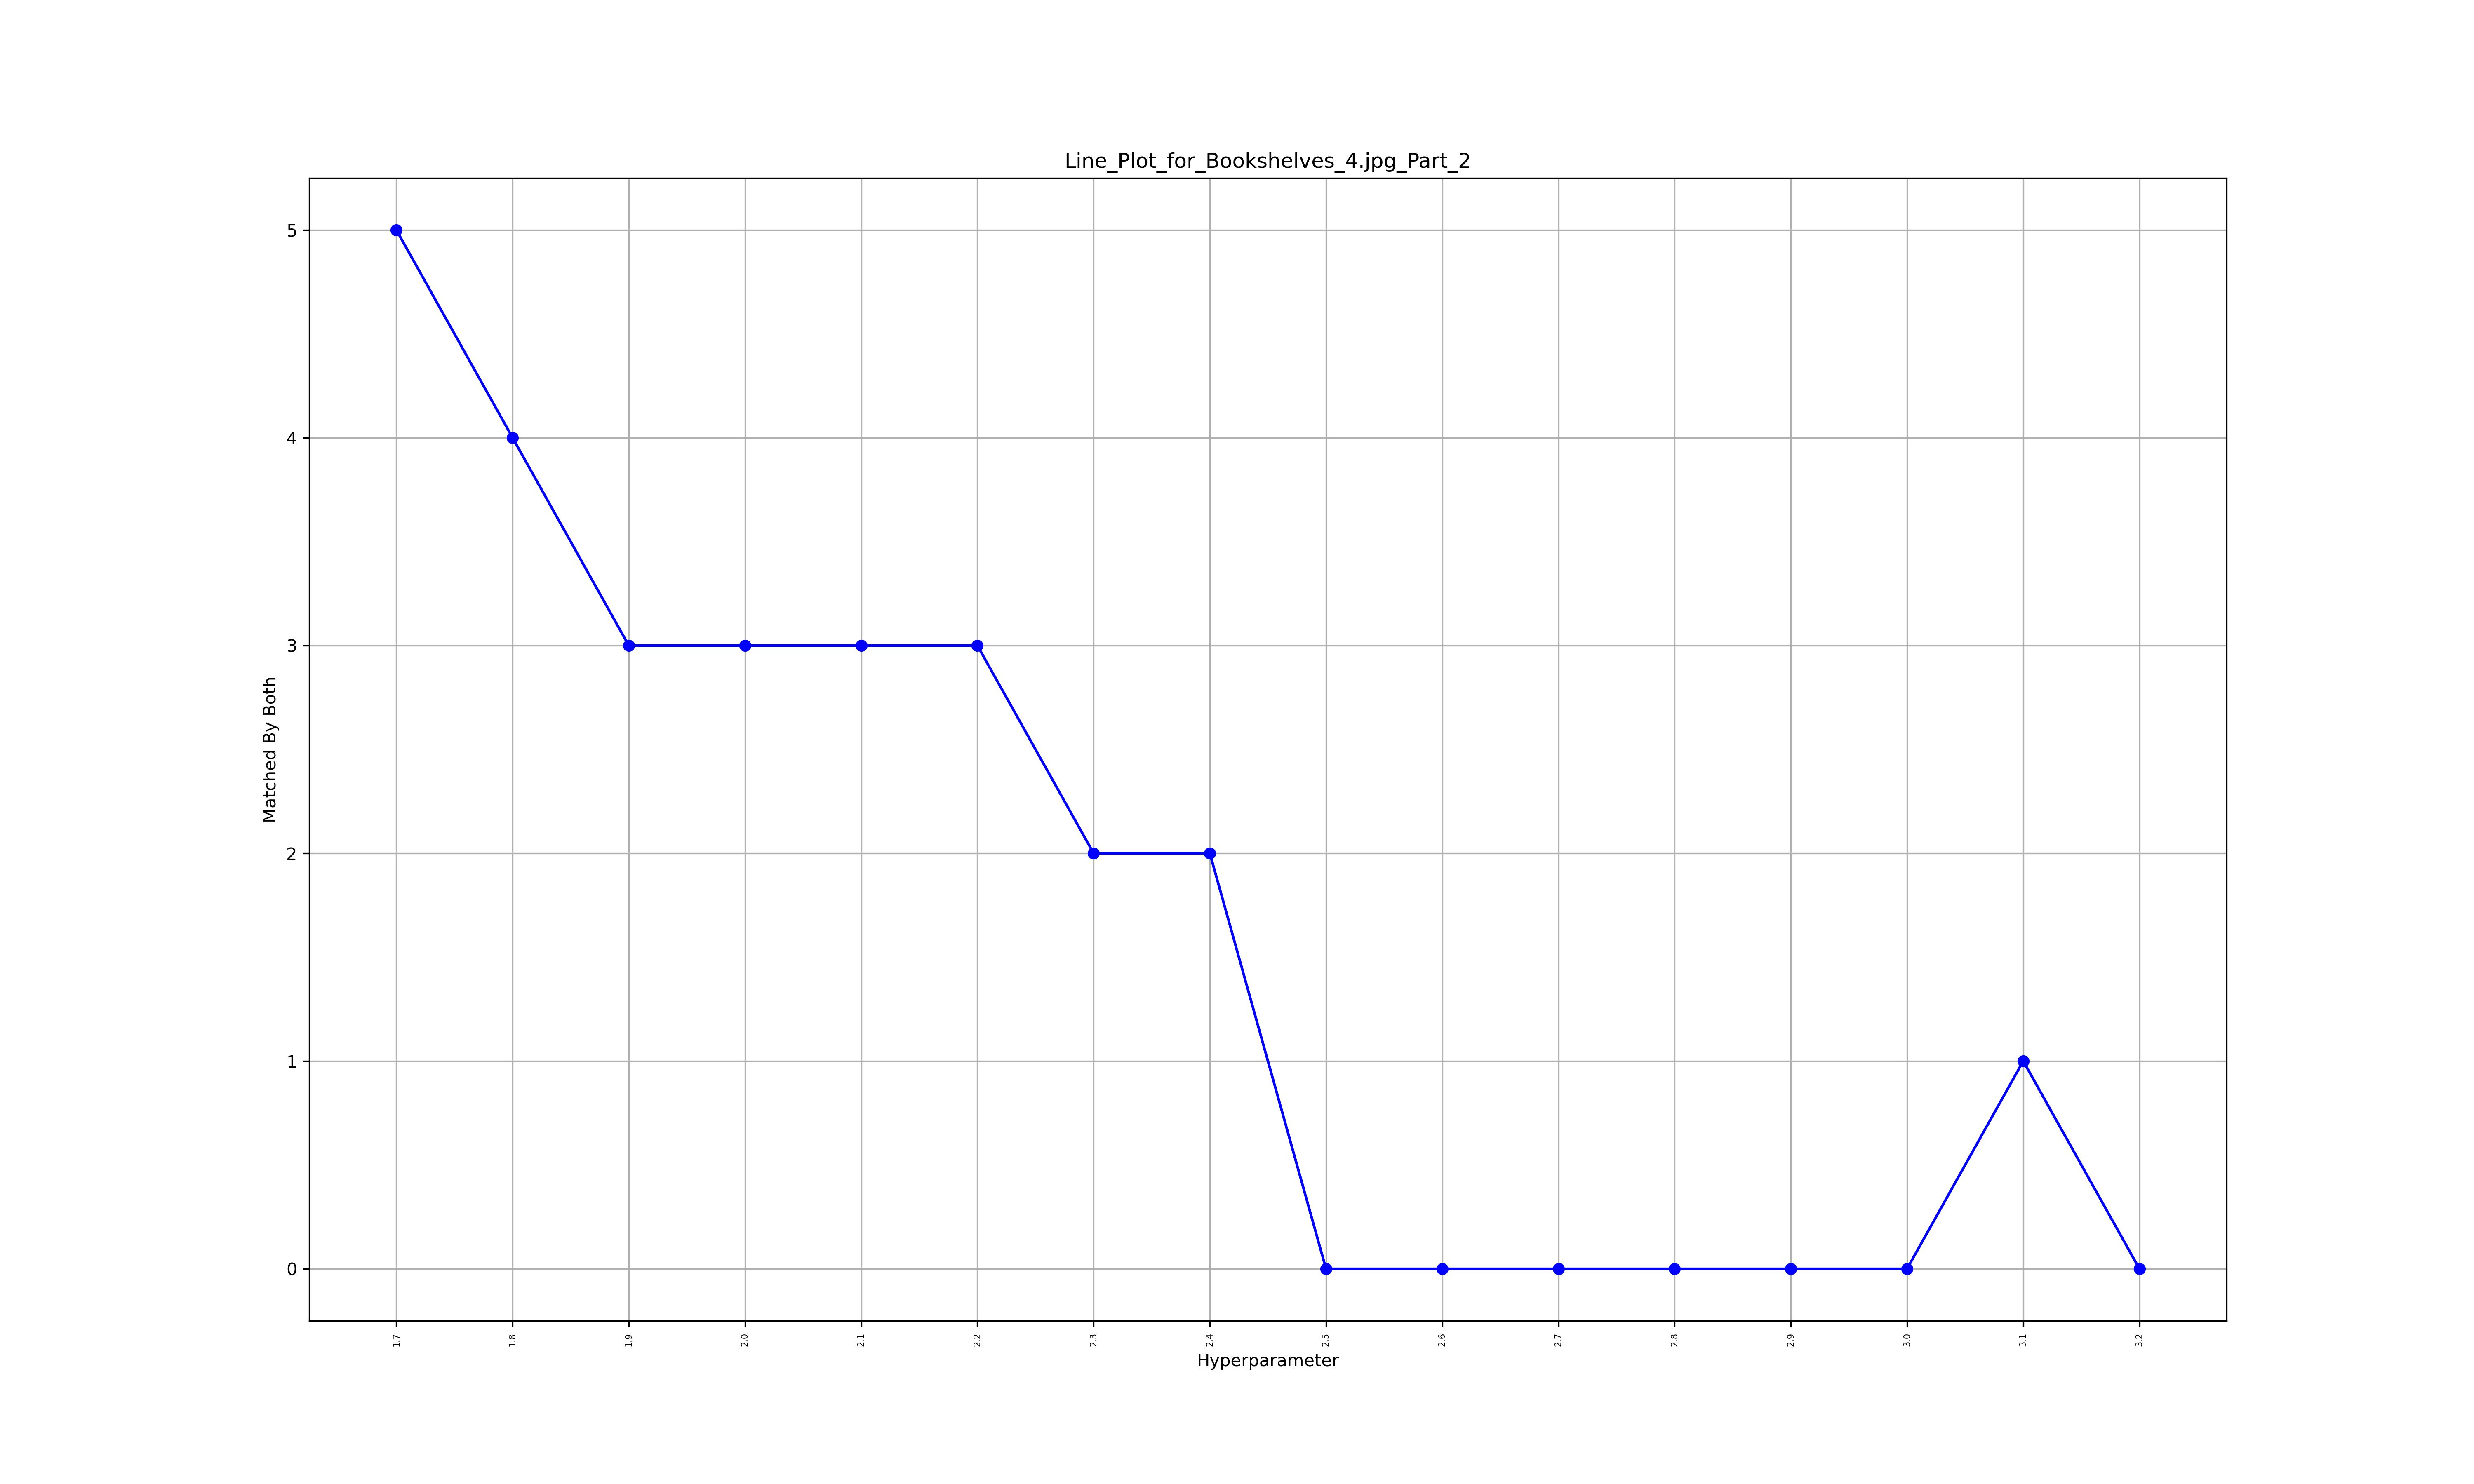 Line_Plot_for_Bookshelves_4.jpg_Part_2
5
4
3
2
1
0
Matched By Both
1.7 1.8 1.9 2.0 2.1 2.2 2.3 2.4 2.5 2.6 2.7 2.8 2.9 3.0 3.1 3.2
Hyperparameter